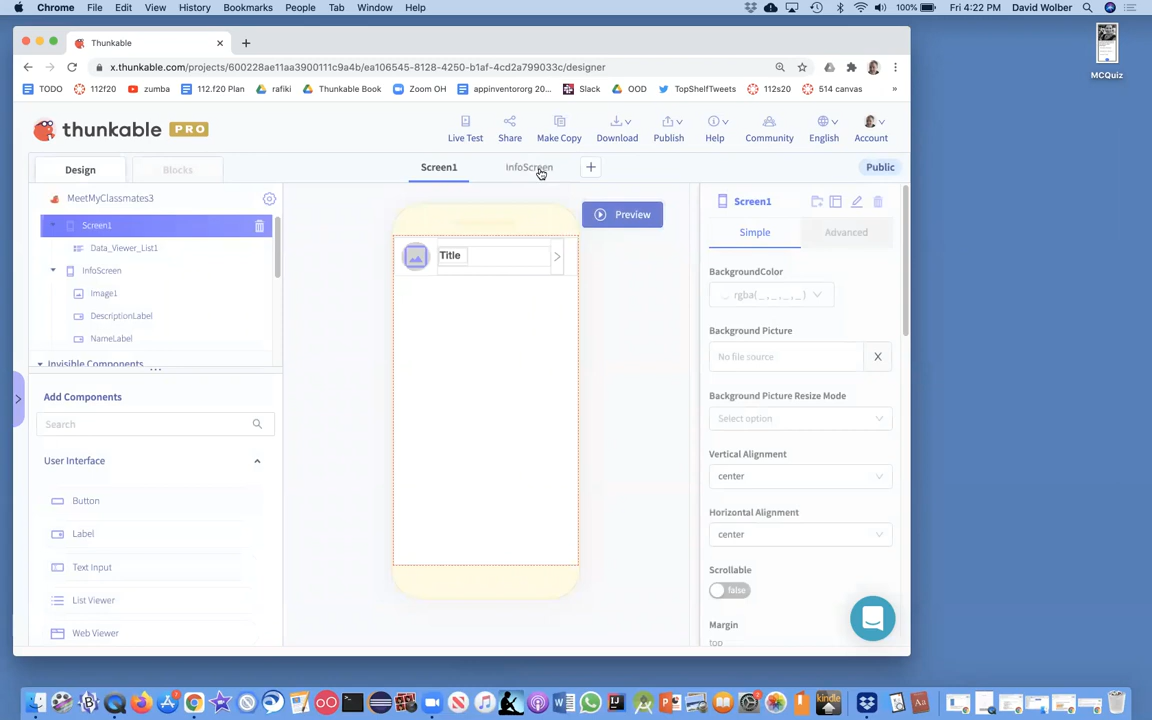 Chrome File Edit View History Bookmarks People Tab Window Help 100% Fri 4:22 PM David Wolber
Thunkable
x.thunkable.com/projects/600228ae11aa3900111c9a4b/ea106545-8128-4250-b1af-4cd2a799033c/designer
TODO 112f20 zumba 112.f20 Plan rafiki Thunkable Book Zoom OH appinventororg 20... Slack OOD TopShelfTweets 112s20 514 canvas »
MCQuiz
thunkable PRO
Live Test Share Make Copy Download Publish Help Community English Account
Design Blocks Screen1 InfoScreen + Public
MeetMyClassmates3
Screen1
Data_Viewer_List1
InfoScreen
Image1
DescriptionLabel
NameLabel
Invisible Components
Add Components
Search
User Interface
Button
Label
Text Input
List Viewer
Web Viewer
Preview
Title
Screen1
Simple Advanced
BackgroundColor
rgba(_,_,_,_)
Background Picture
No file source X
Background Picture Resize Mode
Select option
Vertical Alignment
center
Horizontal Alignment
center
Scrollable
false
Margin
top